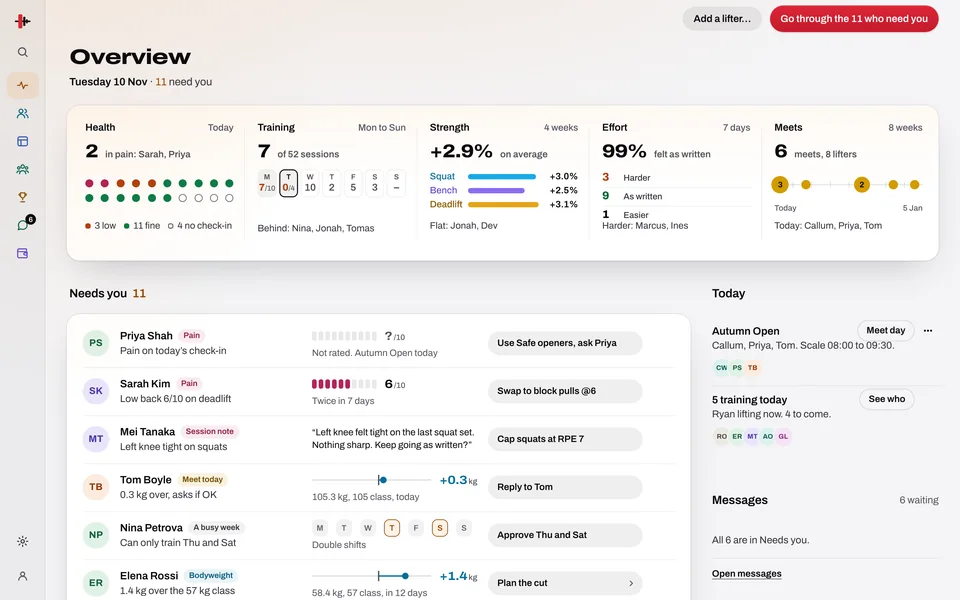 Add a lifter...
Go through the 11 who need you
Overview
Tuesday 10 Nov · 11 need you
6
Health
Today
2 in pain: Sarah, Priya
3 low 11 fine 4 no check-in
Training
Mon to Sun
7 of 52 sessions
M T W T F S S
7/10 0/4 10 2 5 3 –
Behind: Nina, Jonah, Tomas
Strength
4 weeks
+2.9% on average
Squat +3.0%
Bench +2.5%
Deadlift +3.1%
Flat: Jonah, Dev
Effort
7 days
99% felt as written
3 Harder
9 As written
1 Easier
Harder: Marcus, Ines
Meets
8 weeks
6 meets, 8 lifters
3 2
Today 5 Jan
Today: Callum, Priya, Tom
Needs you 11
PS
Priya Shah Pain
Pain on today’s check-in
? /10
Not rated. Autumn Open today
Use Safe openers, ask Priya
SK
Sarah Kim Pain
Low back 6/10 on deadlift
6 /10
Twice in 7 days
Swap to block pulls @6
MT
Mei Tanaka Session note
Left knee tight on squats
“Left knee felt tight on the last squat set.
Nothing sharp. Keep going as written?”
Cap squats at RPE 7
TB
Tom Boyle Meet today
0.3 kg over, asks if OK
+0.3 kg
105.3 kg, 105 class, today
Reply to Tom
NP
Nina Petrova A busy week
Can only train Thu and Sat
M T W T F S S
Double shifts
Approve Thu and Sat
ER
Elena Rossi Bodyweight
1.4 kg over the 57 kg class
+1.4 kg
58.4 kg, 57 class, in 12 days
Plan the cut
Today
Autumn Open
Meet day
Callum, Priya, Tom. Scale 08:00 to 09:30.
CW PS TB
5 training today
See who
Ryan lifting now. 4 to come.
RO ER MT AO GL
Messages
6 waiting
All 6 are in Needs you.
Open messages